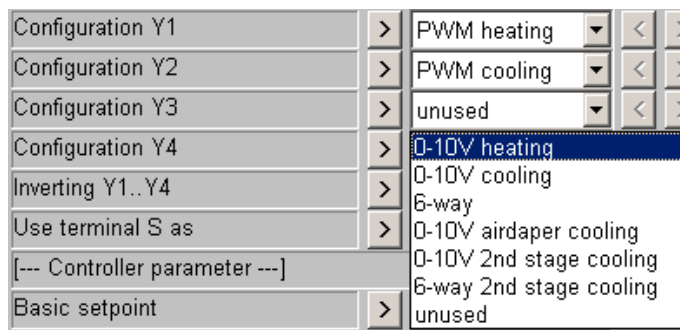 Configuration Y1 > PWM heating
Configuration Y2 > PWM cooling
Configuration Y3 > unused
Configuration Y4 > 0-10V heating
0-10V cooling
Inverting Y1..Y4 > 6-way
Use terminal S as > 0-10V airdaper cooling
[--- Controller parameter ---] 0-10V 2nd stage cooling
6-way 2nd stage cooling
Basic setpoint > unused